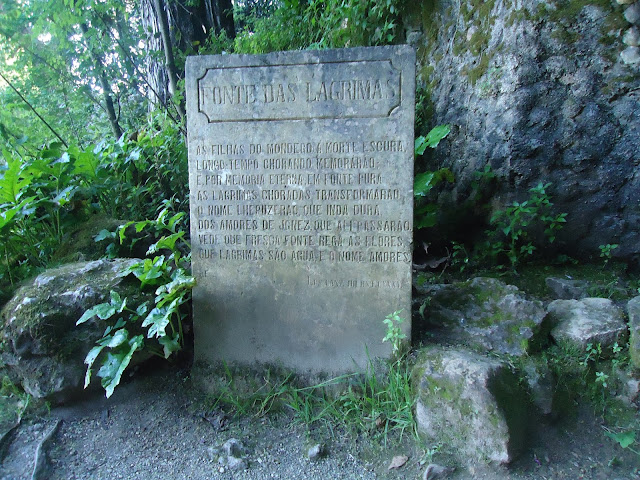 FONTE DAS LAGRIMAS
AS FILHAS DO MONDEGO A MORTE ESCURA
LONGO TEMPO CHORANDO MEMORARAO:
E, POR MEMORIA ETERNA, EM FONTE PURA
AS LAGRIMAS CHORADAS TRANSFORMARAO:
O NOME LHE PUZERAO, QUE INDA DURA,
DOS AMORES DE IGNEZ QUE ALI PASSARAO.
VEDE QUE FRESCA FONTE REGA AS FLORES,
QUE LAGRIMAS SÃO AGUA, E O NOME AMORES.